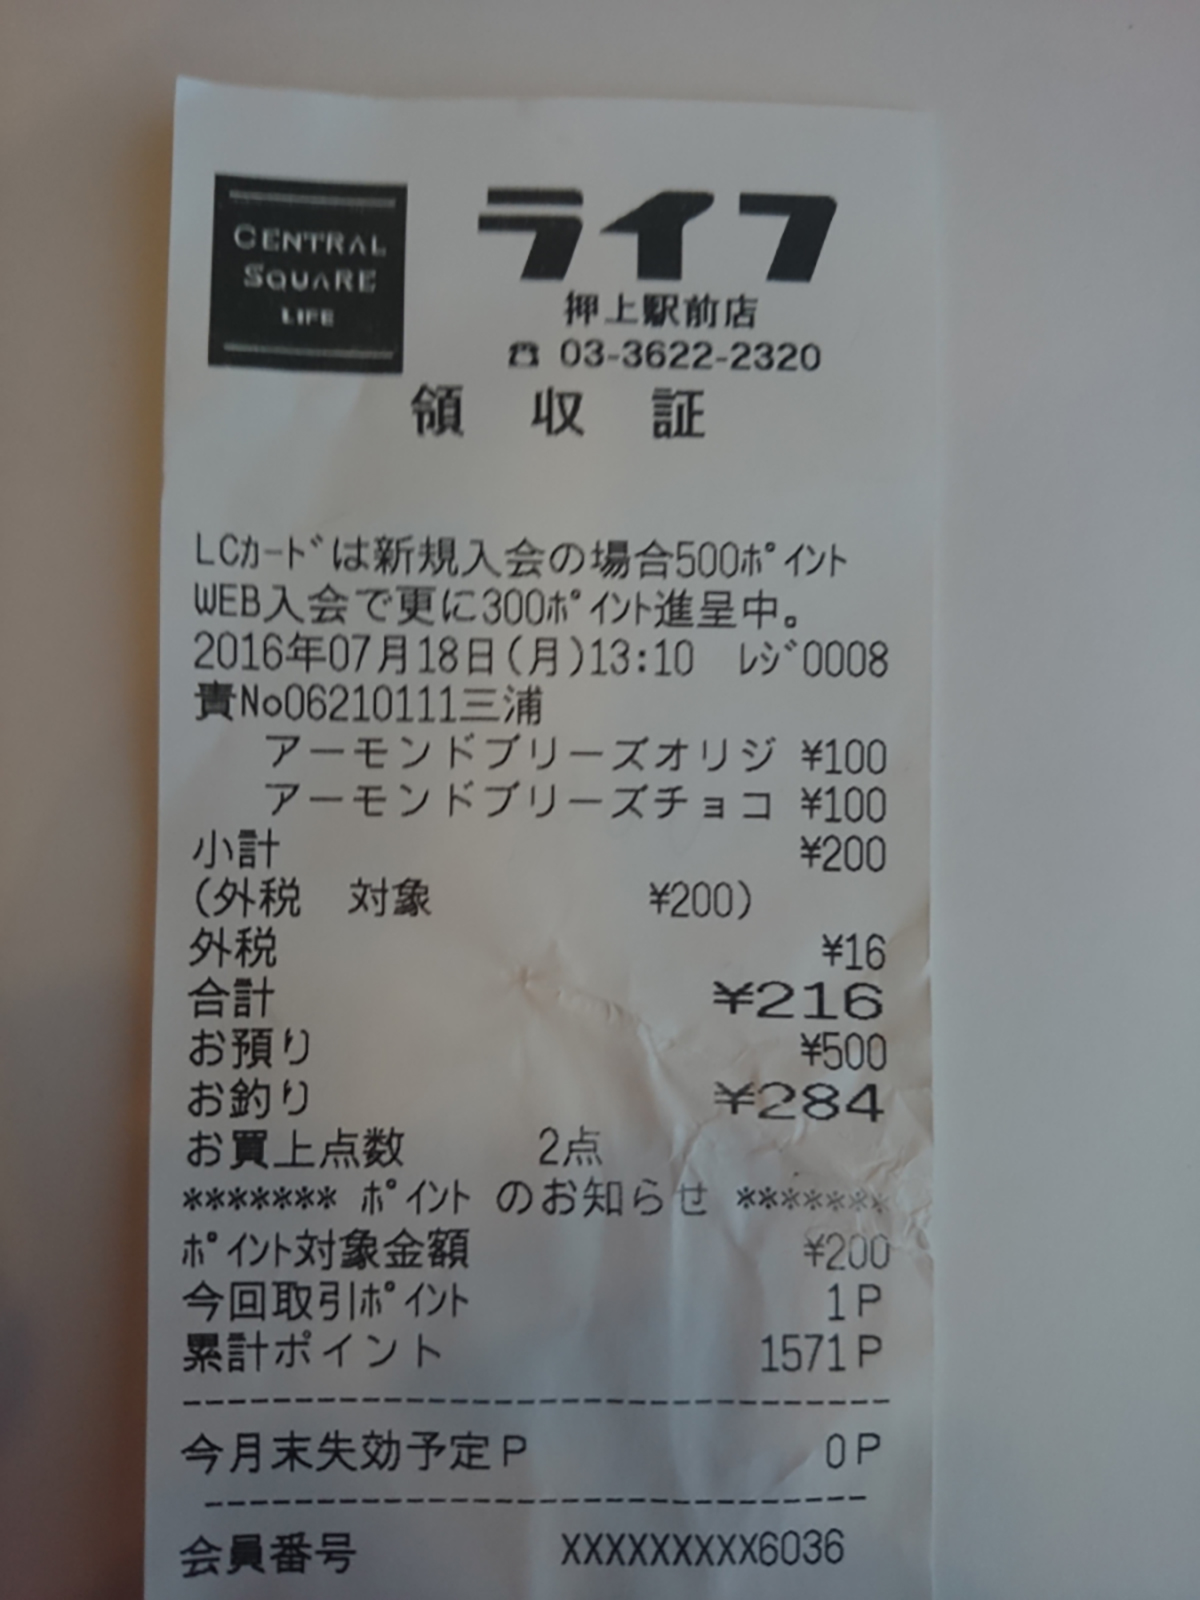 CENTRAL
SQUARE
LIFE
ライフ
押上駅前店
☎ 03-3622-2320
領 収 証
LCｶｰﾄﾞは新規入会の場合500ﾎﾟｲﾝﾄ
WEB入会で更に300ﾎﾟｲﾝﾄ進呈中。
2016年07月18日(月)13:10 ﾚｼﾞ0008
責No06210111三浦
アーモンドブリーズオリジ ¥100
アーモンドブリーズチョコ ¥100
小計 ¥200
(外税 対象 ¥200)
外税 ¥16
合計 ¥216
お預り ¥500
お釣り ¥284
お買上点数 2点
******* ﾎﾟｲﾝﾄ のお知らせ *******
ﾎﾟｲﾝﾄ対象金額 ¥200
今回取引ﾎﾟｲﾝﾄ 1P
累計ポイント 1571P
--------------------------------
今月末失効予定P 0P
------------------------------
会員番号 XXXXXXXXX6036